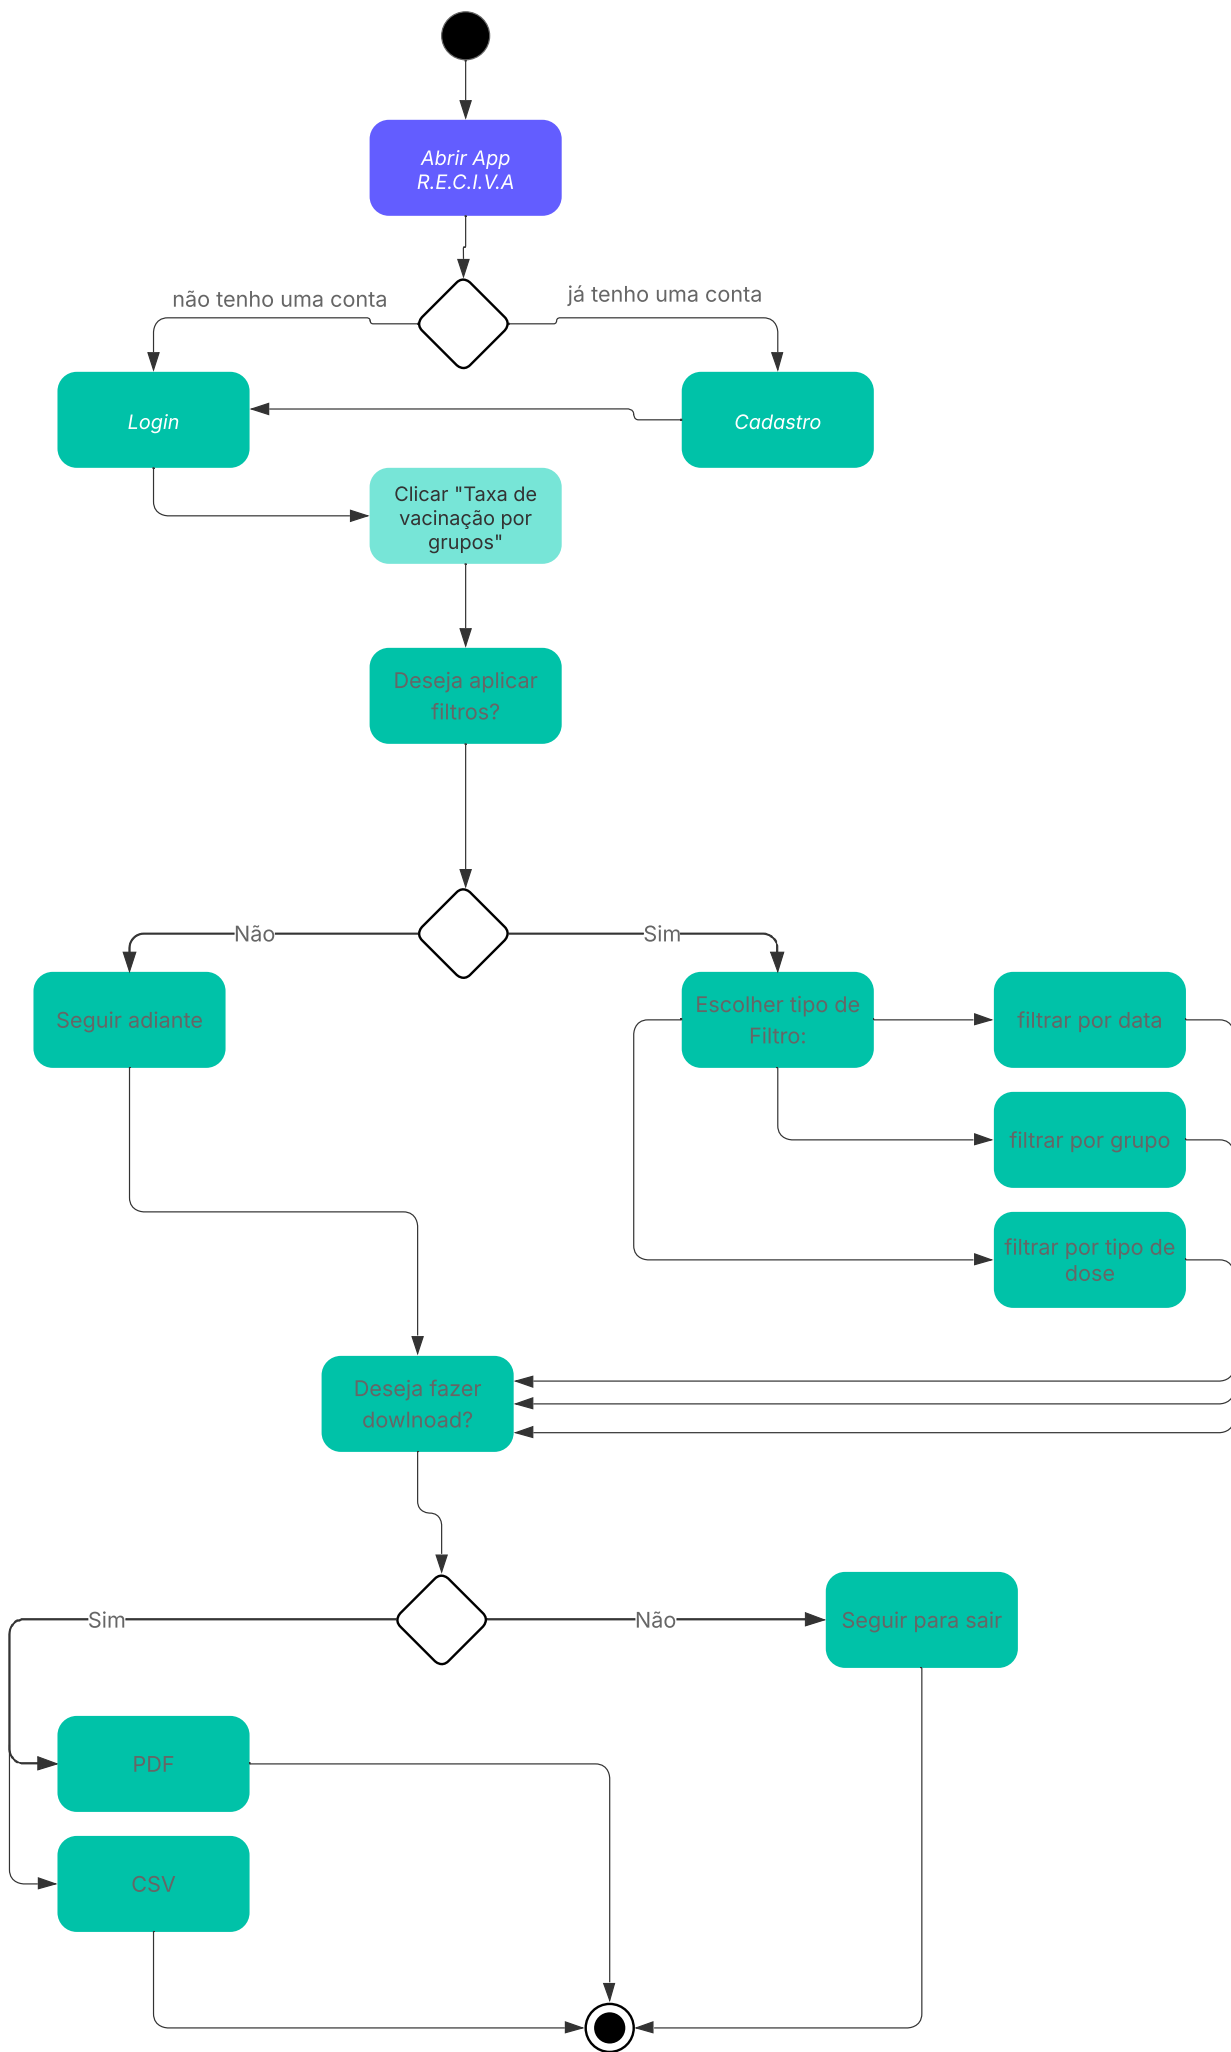 Abrir App
R.E.C.I.V.A
não tenho uma conta
já tenho uma conta
Login
Cadastro
Clicar "Taxa de
vacinação por
grupos"
Deseja aplicar
filtros?
Não
Sim
Seguir adiante
Escolher tipo de
Filtro:
filtrar por data
filtrar por grupo
filtrar por tipo de
dose
Deseja fazer
dowlnoad?
Sim
Não
Seguir para sair
PDF
CSV